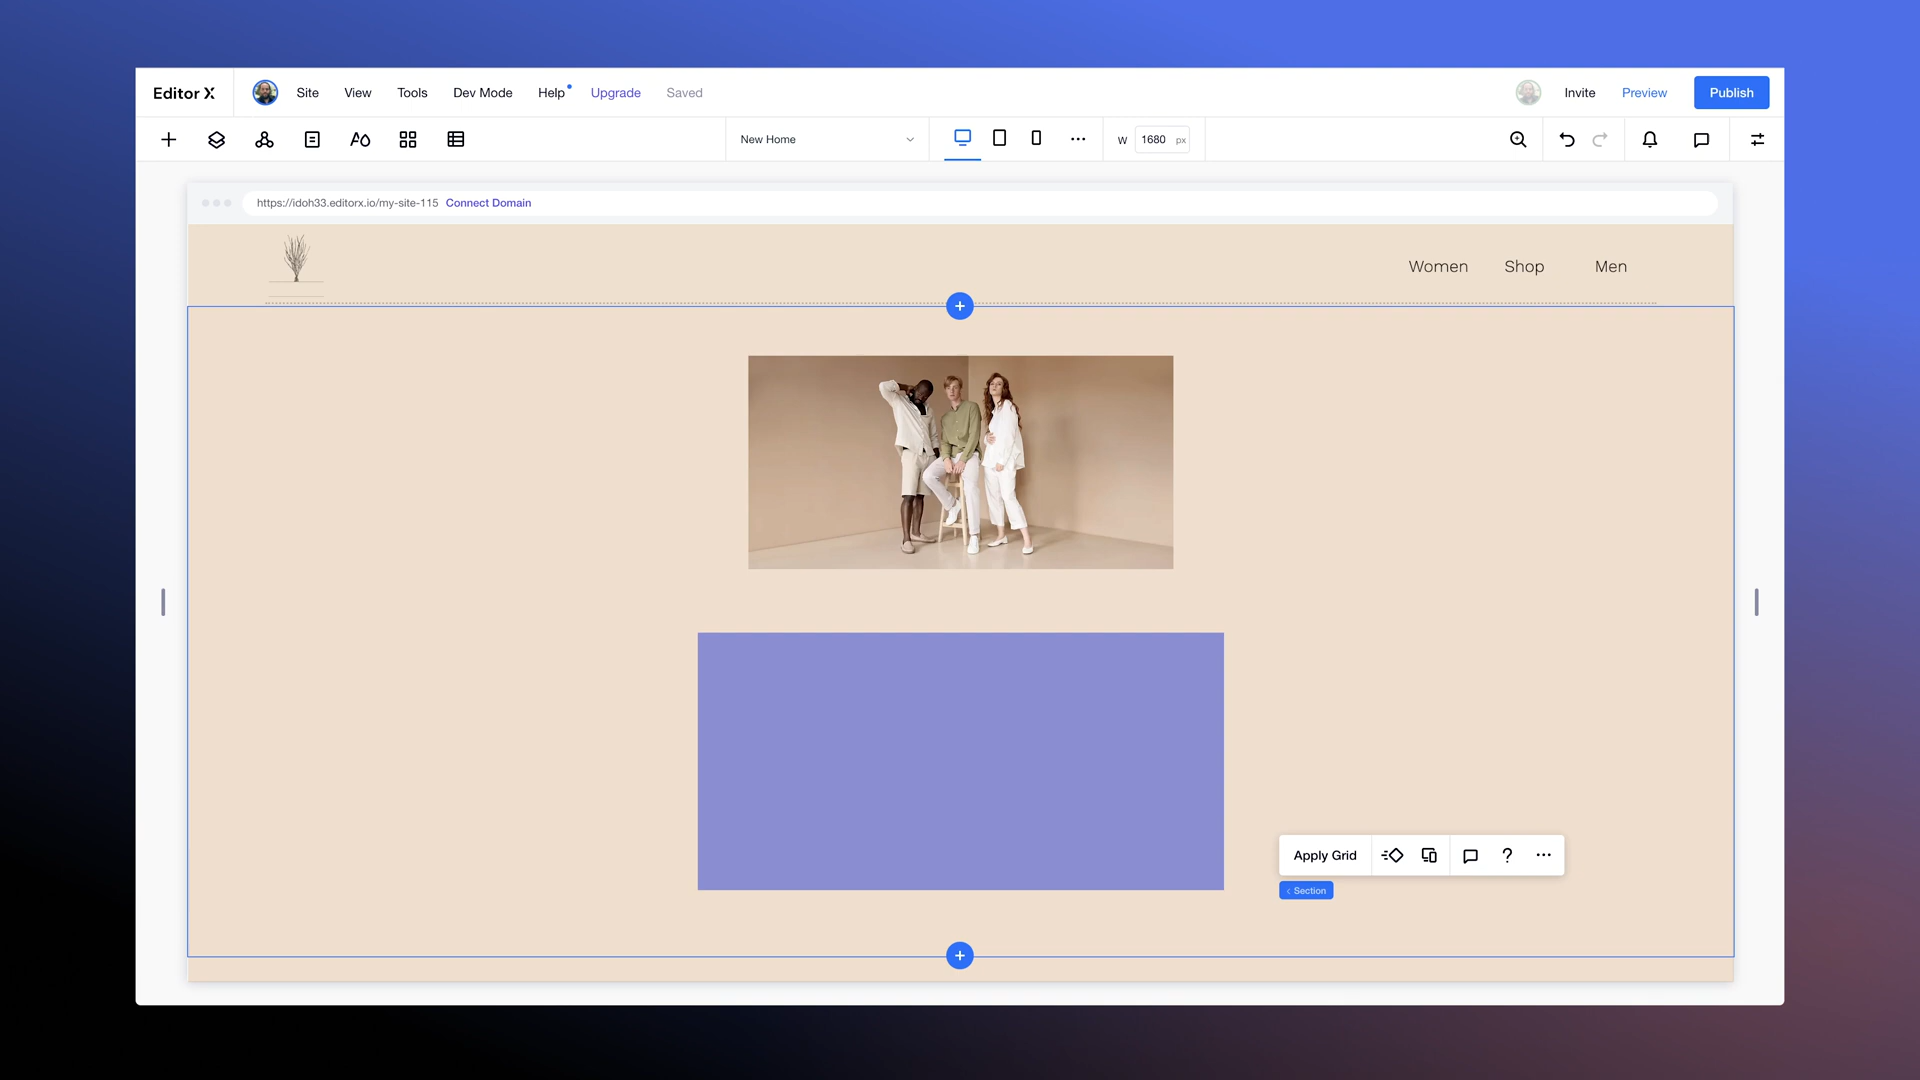 Editor X
Site View Tools Dev Mode Help Upgrade Saved
Invite Preview Publish
New Home
W 1680 px
https://idoh33.editorx.io/my-site-115 Connect Domain
Women Shop Men
Apply Grid
?
< Section